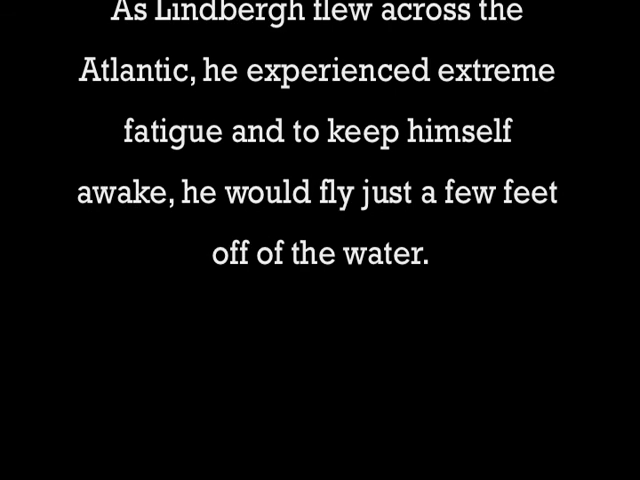 As Lindbergh flew across the
Atlantic, he experienced extreme
fatigue and to keep himself
awake, he would fly just a few feet
off of the water.